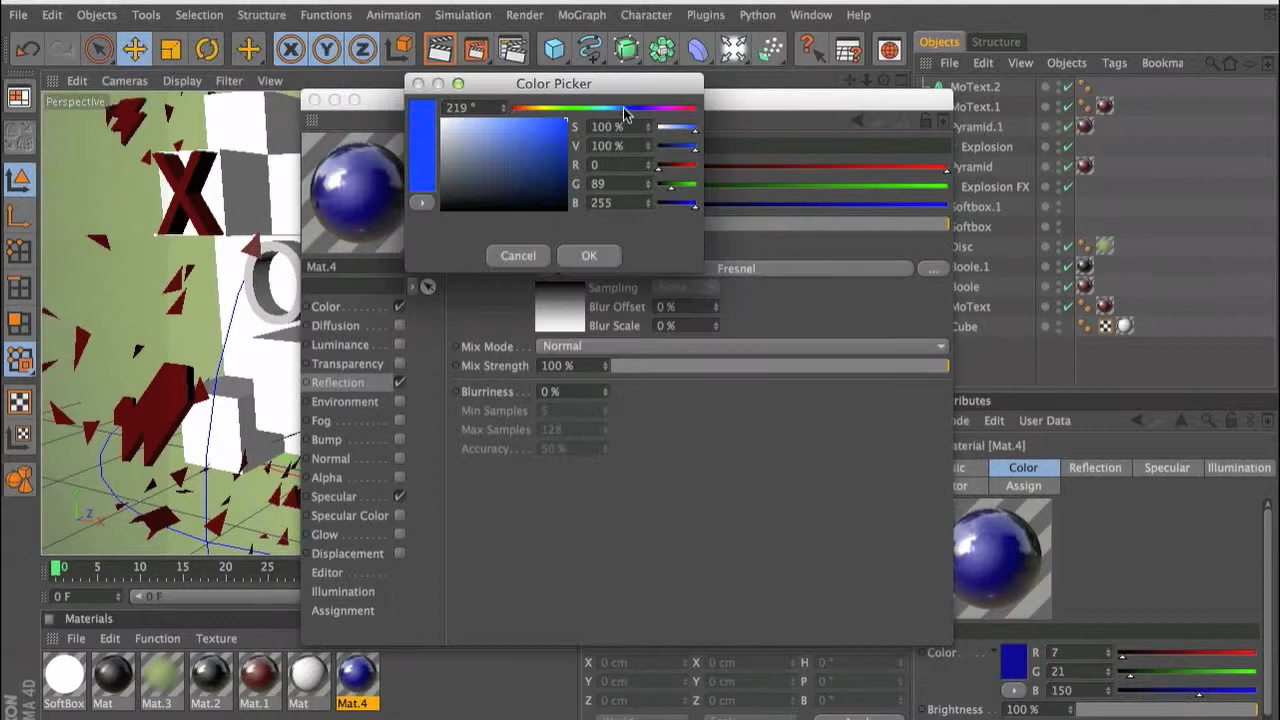 File Edit Objects Tools Selection Structure Functions Animation Simulation Render MoGraph Character Plugins Python Window Help
Objects Structure
File Edit View Objects Tags Bookma
Edit Cameras Display Filter View
Perspective
Color Picker
219 °
S 100 %
V 100 %
R 0
G 89
B 255
Cancel OK
Mat.4
Fresnel
...
Sampling None
Blur Offset 0 %
Blur Scale 0 %
Mix Mode . . . Normal
Mix Strength 100 %
Blurriness . . . 0 %
Min Samples 5
Max Samples 128
Accuracy. . . . 50 %
Color
Diffusion
Luminance
Transparency
Reflection
Environment
Fog
Bump
Normal
Alpha
Specular
Specular Color
Glow
Displacement
Editor
Illumination
Assignment
MoText.2
MoText.1
Pyramid.1
Explosion
Pyramid
Explosion FX
Softbox.1
Softbox
Disc
Boole.1
Boole
MoText
Cube
ributes
ode Edit User Data
aterial [Mat.4]
sic Color Reflection Specular Illumination
tor Assign
Color R 7
G 21
B 150
Brightness 100 %
X
O
Z
X
0 5 10 15 20 25
0 F 0 F
Materials
File Edit Function Texture
SoftBox Mat Mat.3 Mat.2 Mat.1 Mat Mat.4
X 0 cm X 0 cm H 0 °
Y 0 cm Y 0 cm P 0 °
Z 0 cm Z 0 cm B 0 °